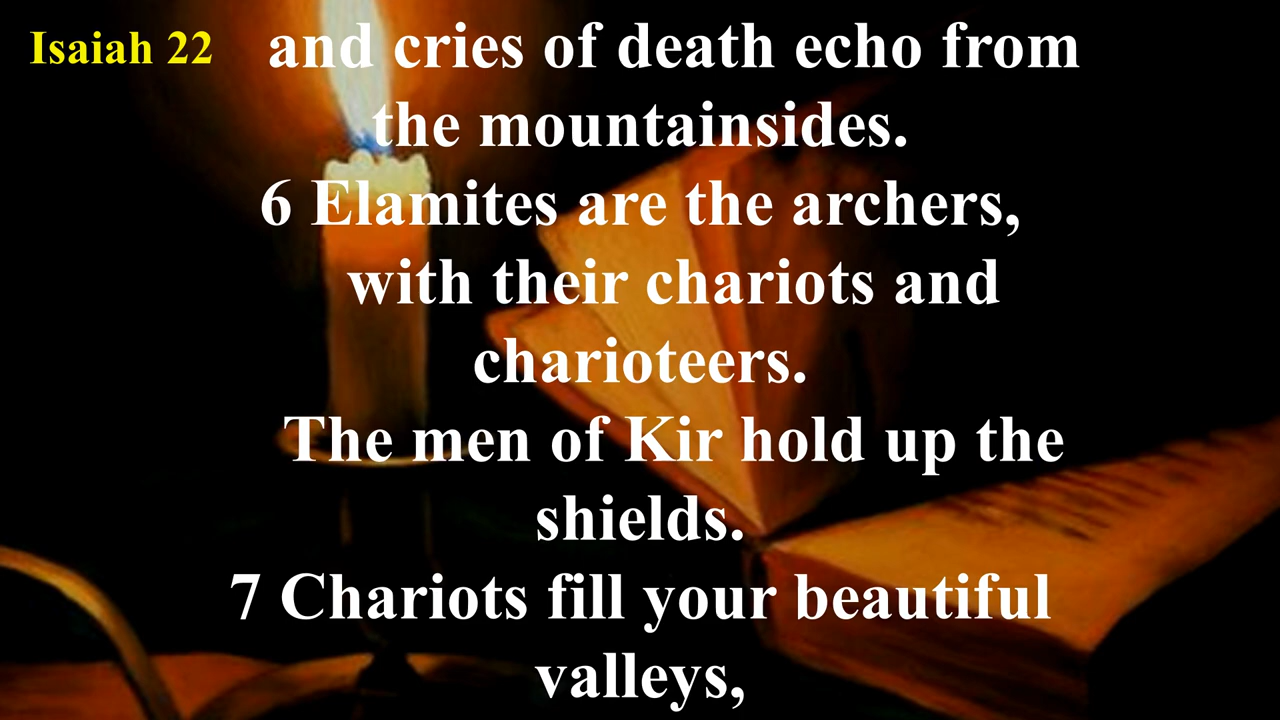 Isaiah 22
and cries of death echo from
the mountainsides.
6 Elamites are the archers,
with their chariots and
charioteers.
The men of Kir hold up the
shields.
7 Chariots fill your beautiful
valleys,